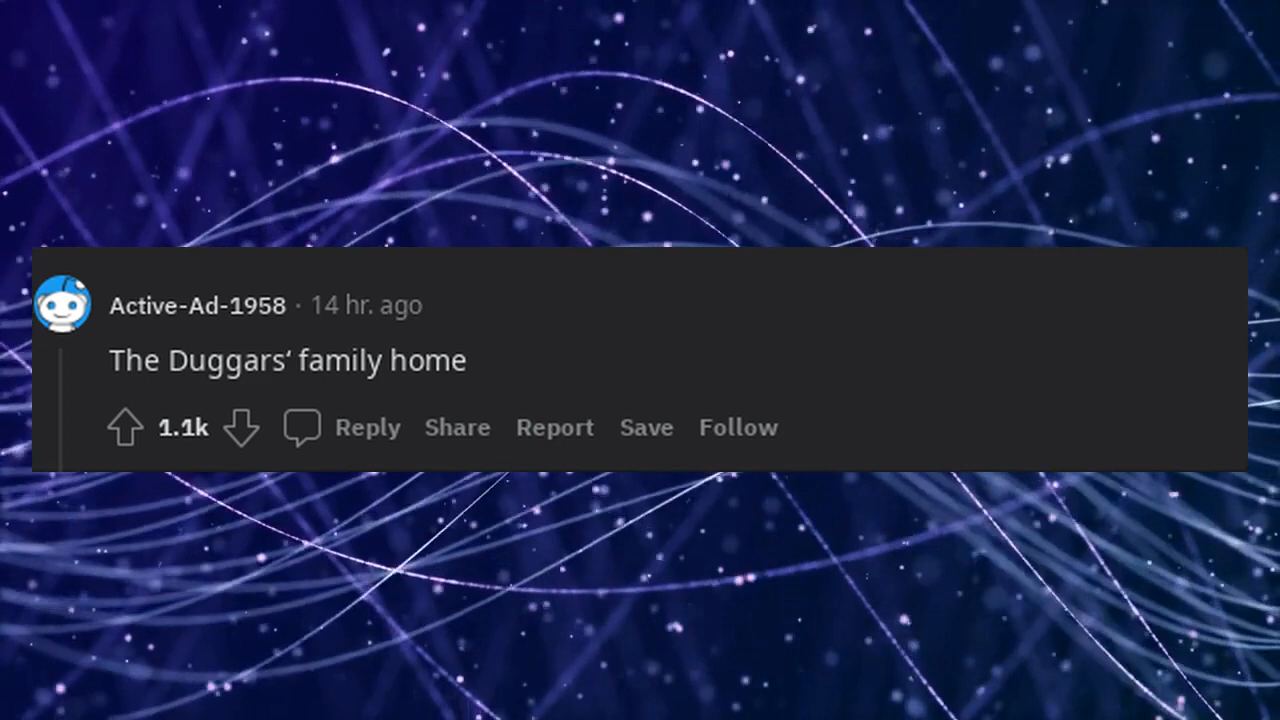 Active-Ad-1958 · 14 hr. ago
The Duggars‘ family home
1.1k Reply Share Report Save Follow